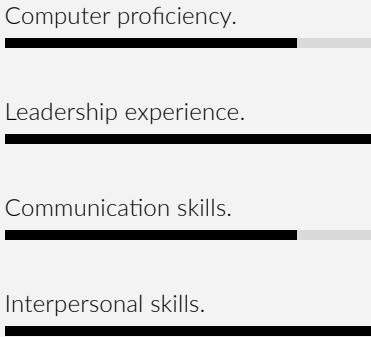 Computer proficiency.
Leadership experience.
Communication skills.
Interpersonal skills.